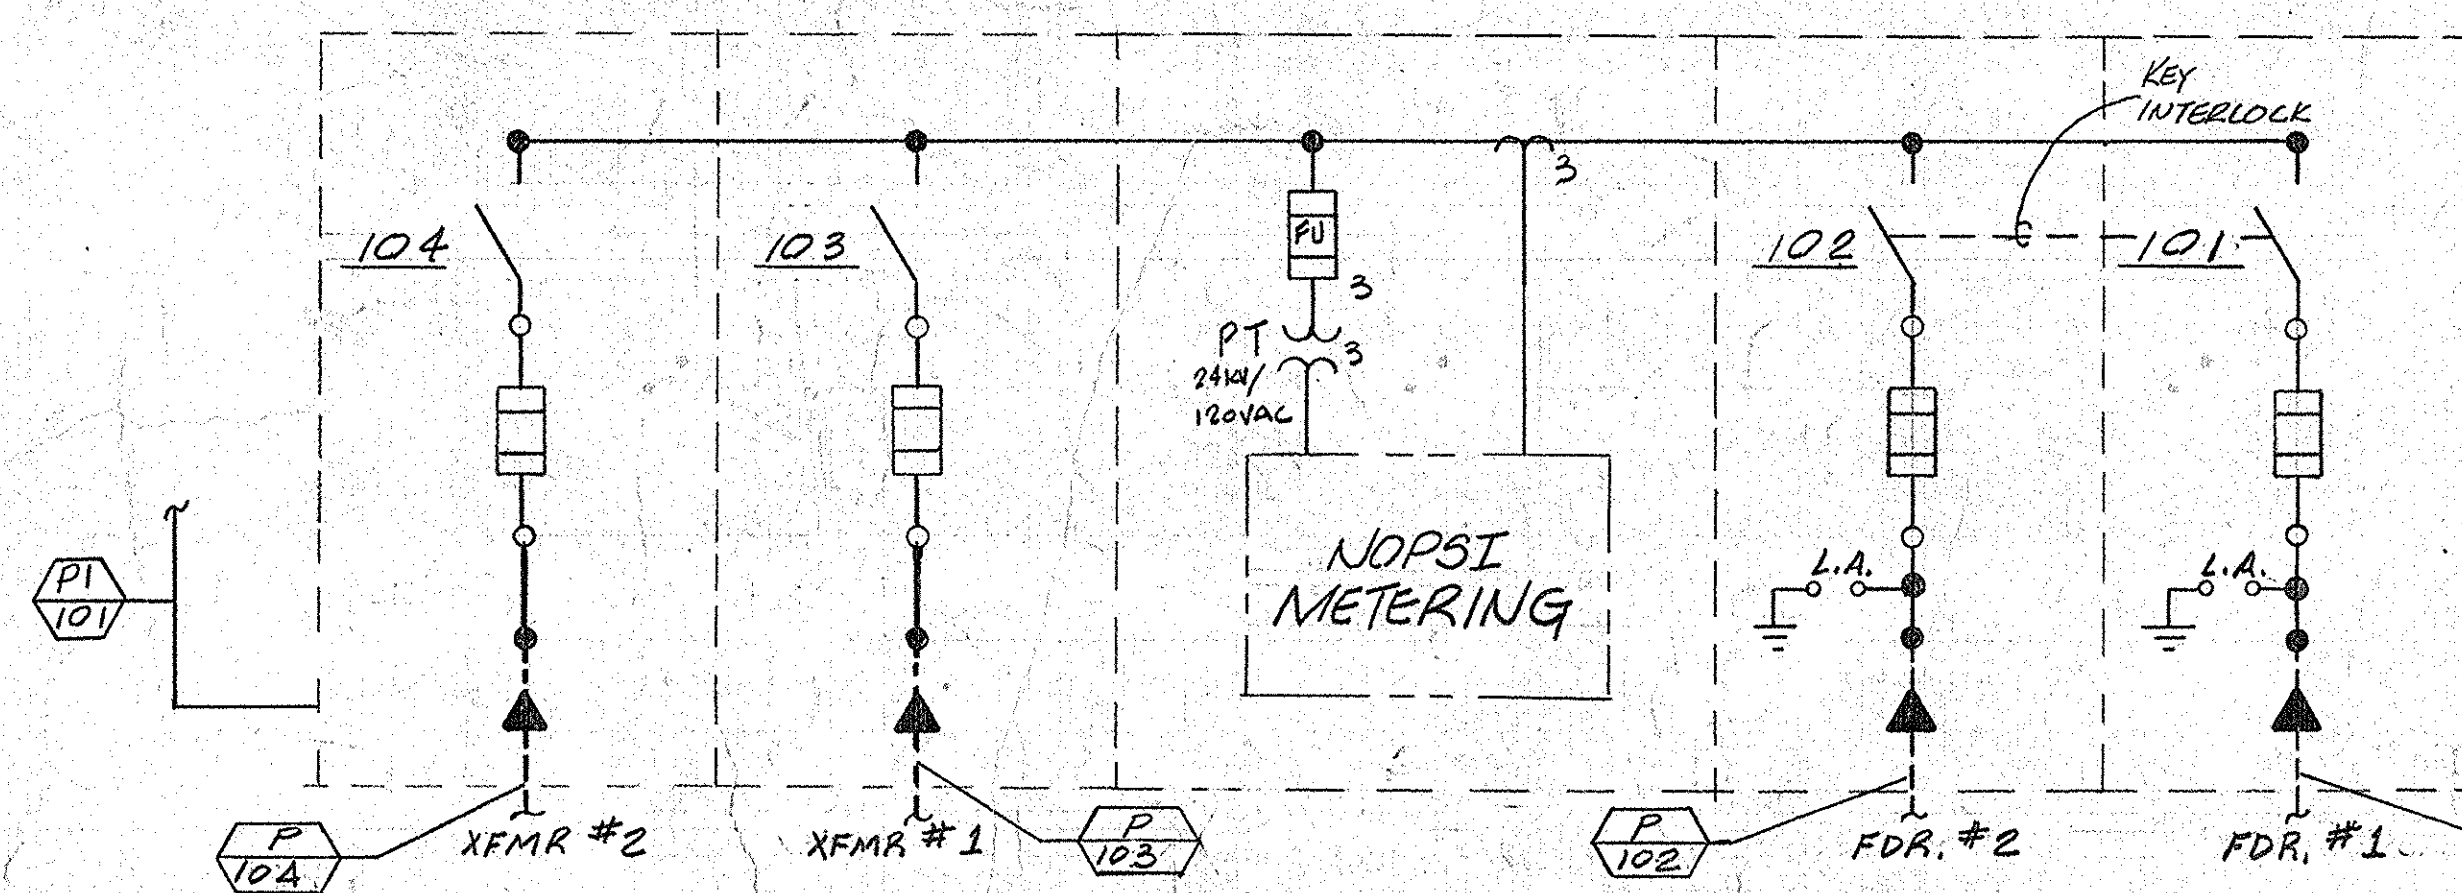 KEY
INTERLOCK
3
104
103
FU
3
102
101
PT
3
24KV/
120VAC
NOPSI
METERING
L.A.
L.A.
P1
101
P
104
XFMR #2
XFMR #1
P
103
P
102
FDR. #2
FDR. #1